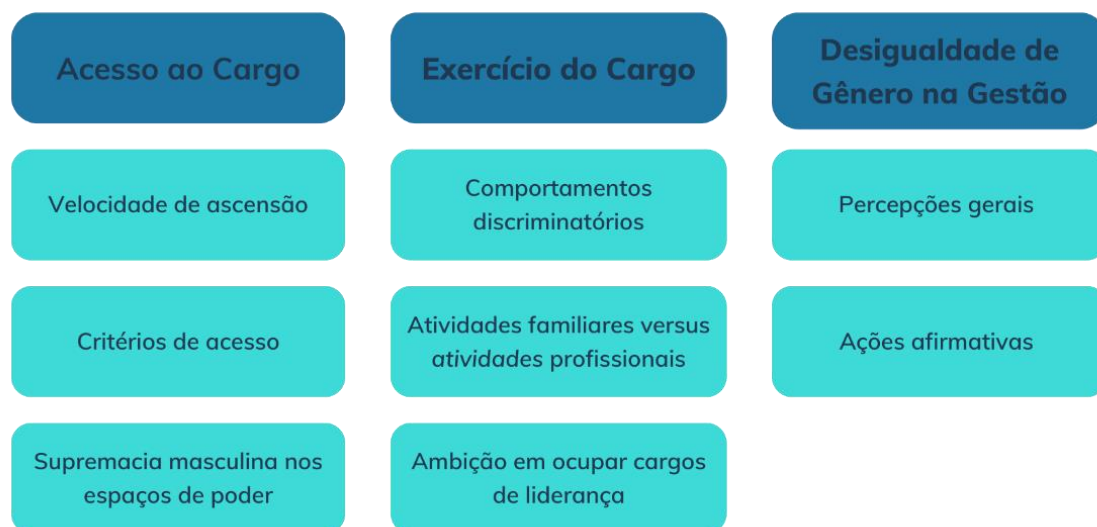 Acesso ao Cargo
Velocidade de ascensão
Critérios de acesso
Supremacia masculina nos
espaços de poder
Exercício do Cargo
Comportamentos
discriminatórios
Atividades familiares versus
atividades profissionais
Ambição em ocupar cargos
de liderança
Desigualdade de
Gênero na Gestão
Percepções gerais
Ações afirmativas